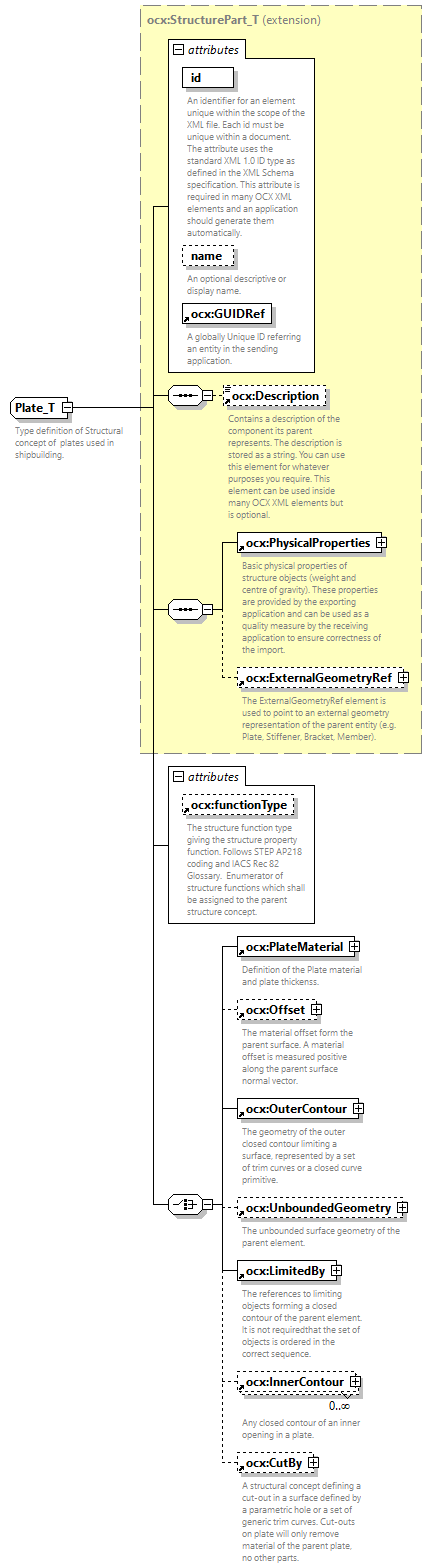 ocx:StructurePart_T (extension)
attributes
id
An identifier for an element
unique within the scope of the
XML file. Each id must be
unique within a document.
The attribute uses the
standard XML 1.0 ID type as
defined in the XML Schema
specification. This attribute is
required in many OCX XML
elements and an application
should generate them
automatically.
name
An optional descriptive or
display name.
ocx:GUIDRef
A globally Unique ID referring
an entity in the sending
application.
Plate_T
Type definition of Structural
concept of plates used in
shipbuilding.
ocx:Description
Contains a description of the
component its parent
represents. The description is
stored as a string. You can use
this element for whatever
purposes you require. This
element can be used inside
many OCX XML elements but
is optional.
ocx:PhysicalProperties
Basic physical properties of
structure objects (weight and
centre of gravity). These properties
are provided by the exporting
application and can be used as a
quality measure by the receiving
application to ensure correctness of
the import.
ocx:ExternalGeometryRef
The ExternalGeometryRef element is
used to point to an external geometry
representation of the parent entity (e.g.
Plate, Stiffener, Bracket, Member).
attributes
ocx:functionType
The structure function type
giving the structure property
function. Follows STEP AP218
coding and IACS Rec 82
Glossary. Enumerator of
structure functions which shall
be assigned to the parent
structure concept.
ocx:PlateMaterial
Definition of the Plate material
and plate thickenss.
ocx:Offset
The material offset form the
parent surface. A material
offset is measured positive
along the parent surface
normal vector.
ocx:OuterContour
The geometry of the outer
closed contour limiting a
surface, represented by a set
of trim curves or a closed curve
primitive.
ocx:UnboundedGeometry
The unbounded surface geometry of the
parent element.
ocx:LimitedBy
The references to limiting
objects forming a closed
contour of the parent element.
It is not requiredthat the set of
objects is ordered in the
correct sequence.
ocx:InnerContour
0..∞
Any closed contour of an inner
opening in a plate.
ocx:CutBy
A structural concept defining a
cut-out in a surface defined by
a parametric hole or a set of
generic trim curves. Cut-outs
on plate will only remove
material of the parent plate,
no other parts.